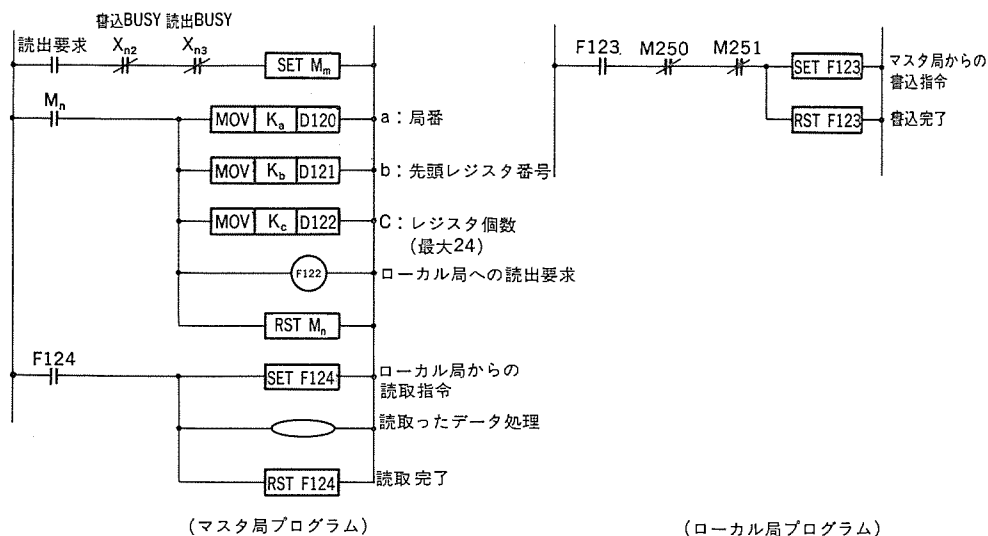 書込BUSY 読出BUSY
読出要求 Xn2 Xn3
SET Mm
Mn
MOV Ka D120 a：局番
MOV Kb D121 b：先頭レジスタ番号
MOV Kc D122 C：レジスタ個数
(最大24)
F122 ローカル局への読出要求
RST Mn
F124
SET F124 ローカル局からの
読取指令
読取ったデータ処理
RST F124 読取完了
(マスタ局プログラム)
F123 M250 M251
SET F123 マスタ局からの
書込指令
RST F123 書込完了
(ローカル局プログラム)